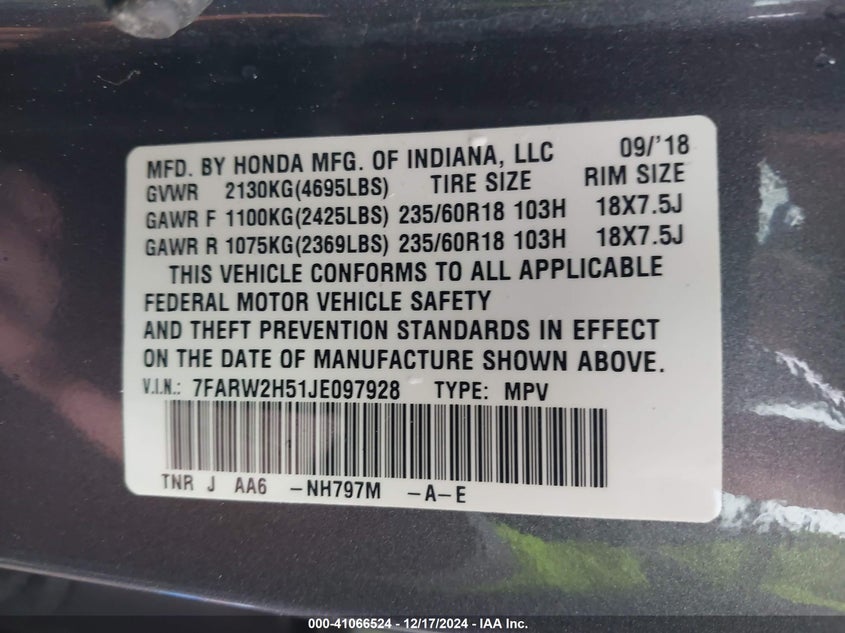 MFD. BY HONDA MFG. OF INDIANA, LLC 09/'18
GVWR 2130KG(4695LBS) TIRE SIZE RIM SIZE
GAWR F 1100KG(2425LBS) 235/60R18 103H 18X7.5J
GAWR R 1075KG(2369LBS) 235/60R18 103H 18X7.5J
THIS VEHICLE CONFORMS TO ALL APPLICABLE
FEDERAL MOTOR VEHICLE SAFETY
AND THEFT PREVENTION STANDARDS IN EFFECT
ON THE DATE OF MANUFACTURE SHOWN ABOVE.
V.I.N.: 7FARW2H51JE097928 TYPE: MPV
TNR J AA6 -NH797M -A-E
000-41066524 - 12/17/2024 - IAA Inc.